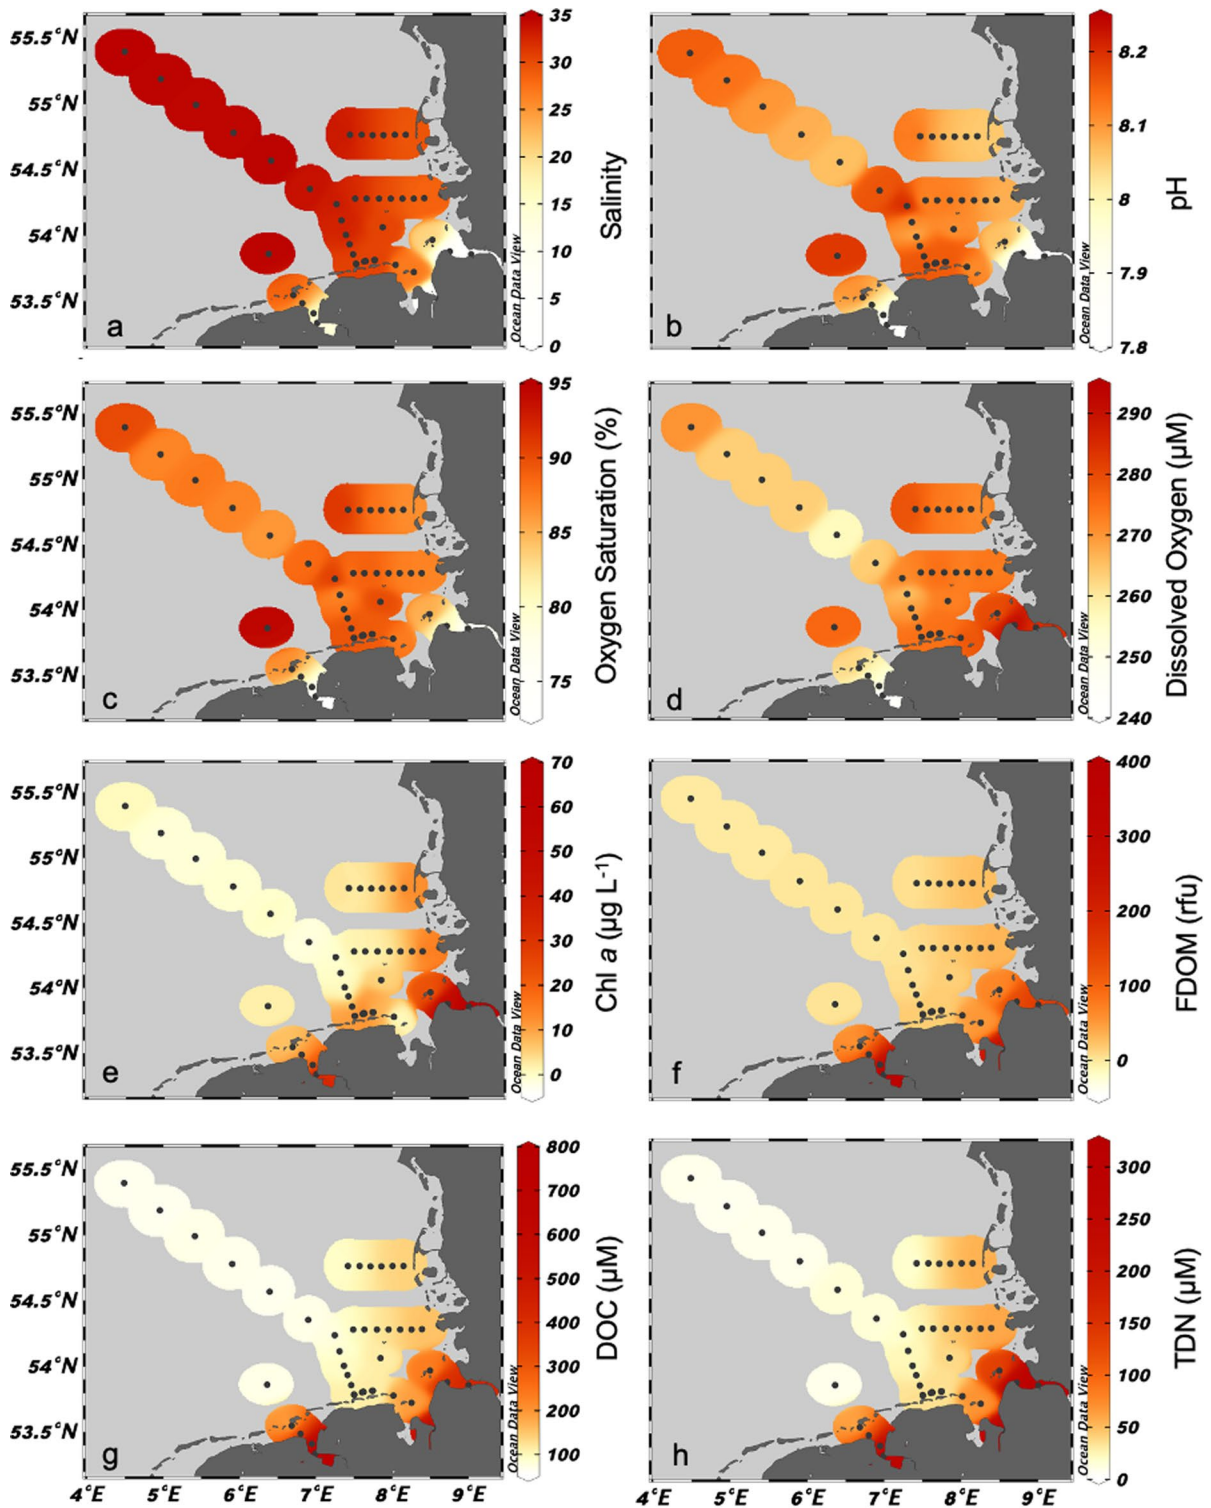 55.5°N
55°N
54.5°N
54°N
53.5°N
a
Ocean Data View
35
30
25
20
15
10
5
0
Salinity
b
Ocean Data View
8.2
8.1
8
7.9
7.8
pH
55.5°N
55°N
54.5°N
54°N
53.5°N
c
Ocean Data View
95
90
85
80
75
Oxygen Saturation (%)
d
Ocean Data View
290
280
270
260
250
240
Dissolved Oxygen (μM)
55.5°N
55°N
54.5°N
54°N
53.5°N
e
Ocean Data View
70
60
50
40
30
20
10
0
Chl a (μg L⁻¹)
f
Ocean Data View
400
300
200
100
0
FDOM (rfu)
55.5°N
55°N
54.5°N
54°N
53.5°N
g
Ocean Data View
800
700
600
500
400
300
200
100
DOC (μM)
h
Ocean Data View
300
250
200
150
100
50
0
TDN (μM)
4°E 5°E 6°E 7°E 8°E 9°E
4°E 5°E 6°E 7°E 8°E 9°E